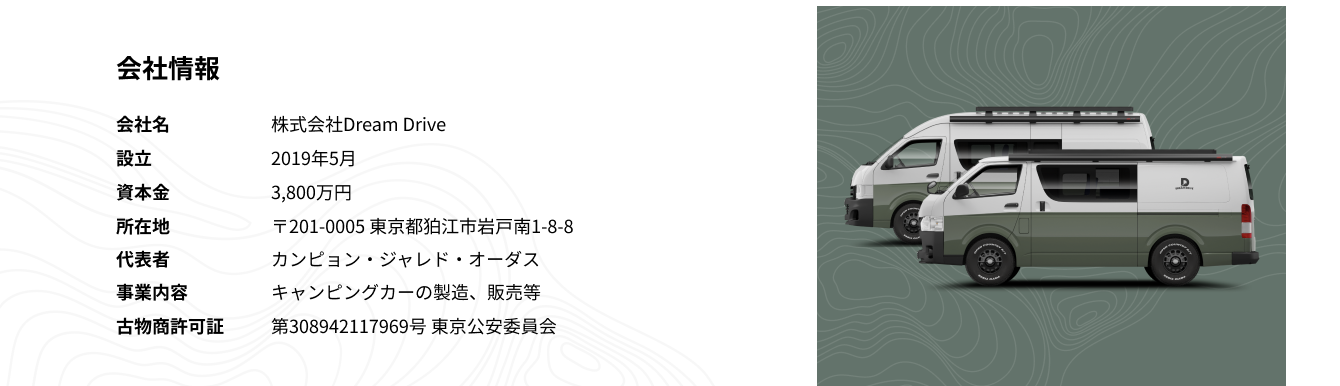 会社情報
会社名 株式会社Dream Drive
設立 2019年5月
資本金 3,800万円
所在地 〒201-0005 東京都狛江市岩戸南1-8-8
代表者 カンピョン・ジャレド・オーダス
事業内容 キャンピングカーの製造、販売等
古物商許可証 第308942117969号 東京公安委員会
D